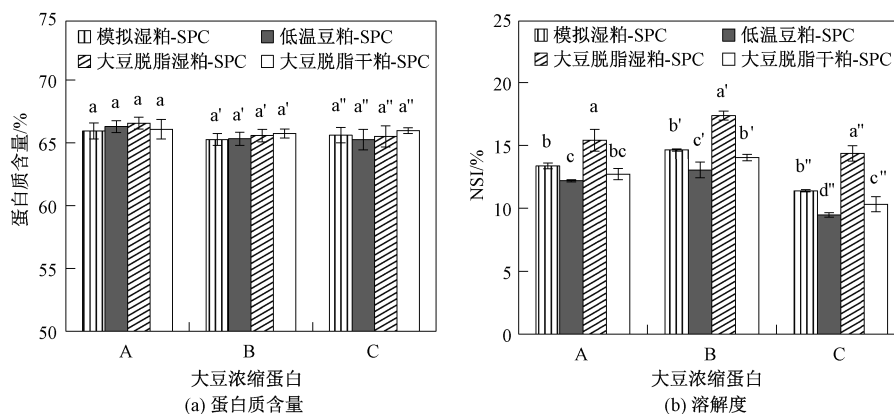 75
模拟湿粕-SPC 低温豆粕-SPC
大豆脱脂湿粕-SPC 大豆脱脂干粕-SPC
70
a a a a
a' a' a' a'
a" a" a" a"
65
60
55
50
蛋白质含量/%
A B C
大豆浓缩蛋白
(a) 蛋白质含量
25
模拟湿粕-SPC 低温豆粕-SPC
大豆脱脂湿粕-SPC 大豆脱脂干粕-SPC
20
b c a bc
b' c' a' b'
b" d" a" c"
15
10
5
0
NSI/%
A B C
大豆浓缩蛋白
(b) 溶解度